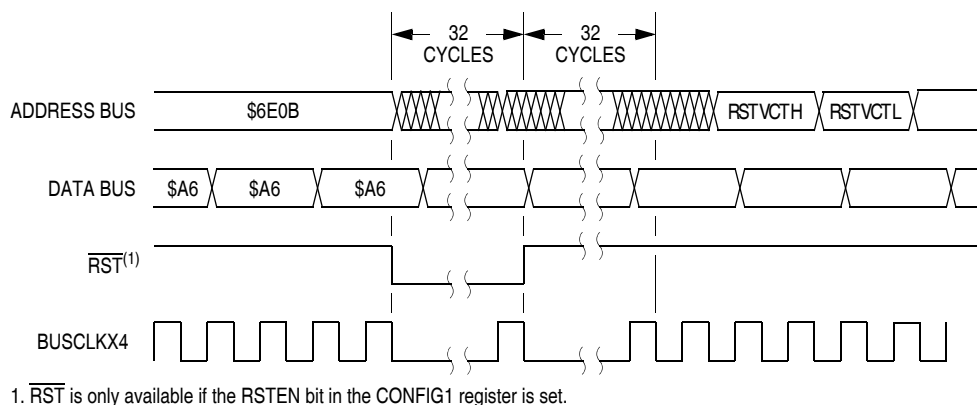 32
CYCLES
32
CYCLES
ADDRESS BUS
$6E0B
RSTVCTH
RSTVCTL
DATA BUS
$A6
$A6
$A6
RST(1)
BUSCLKX4
1. RST is only available if the RSTEN bit in the CONFIG1 register is set.